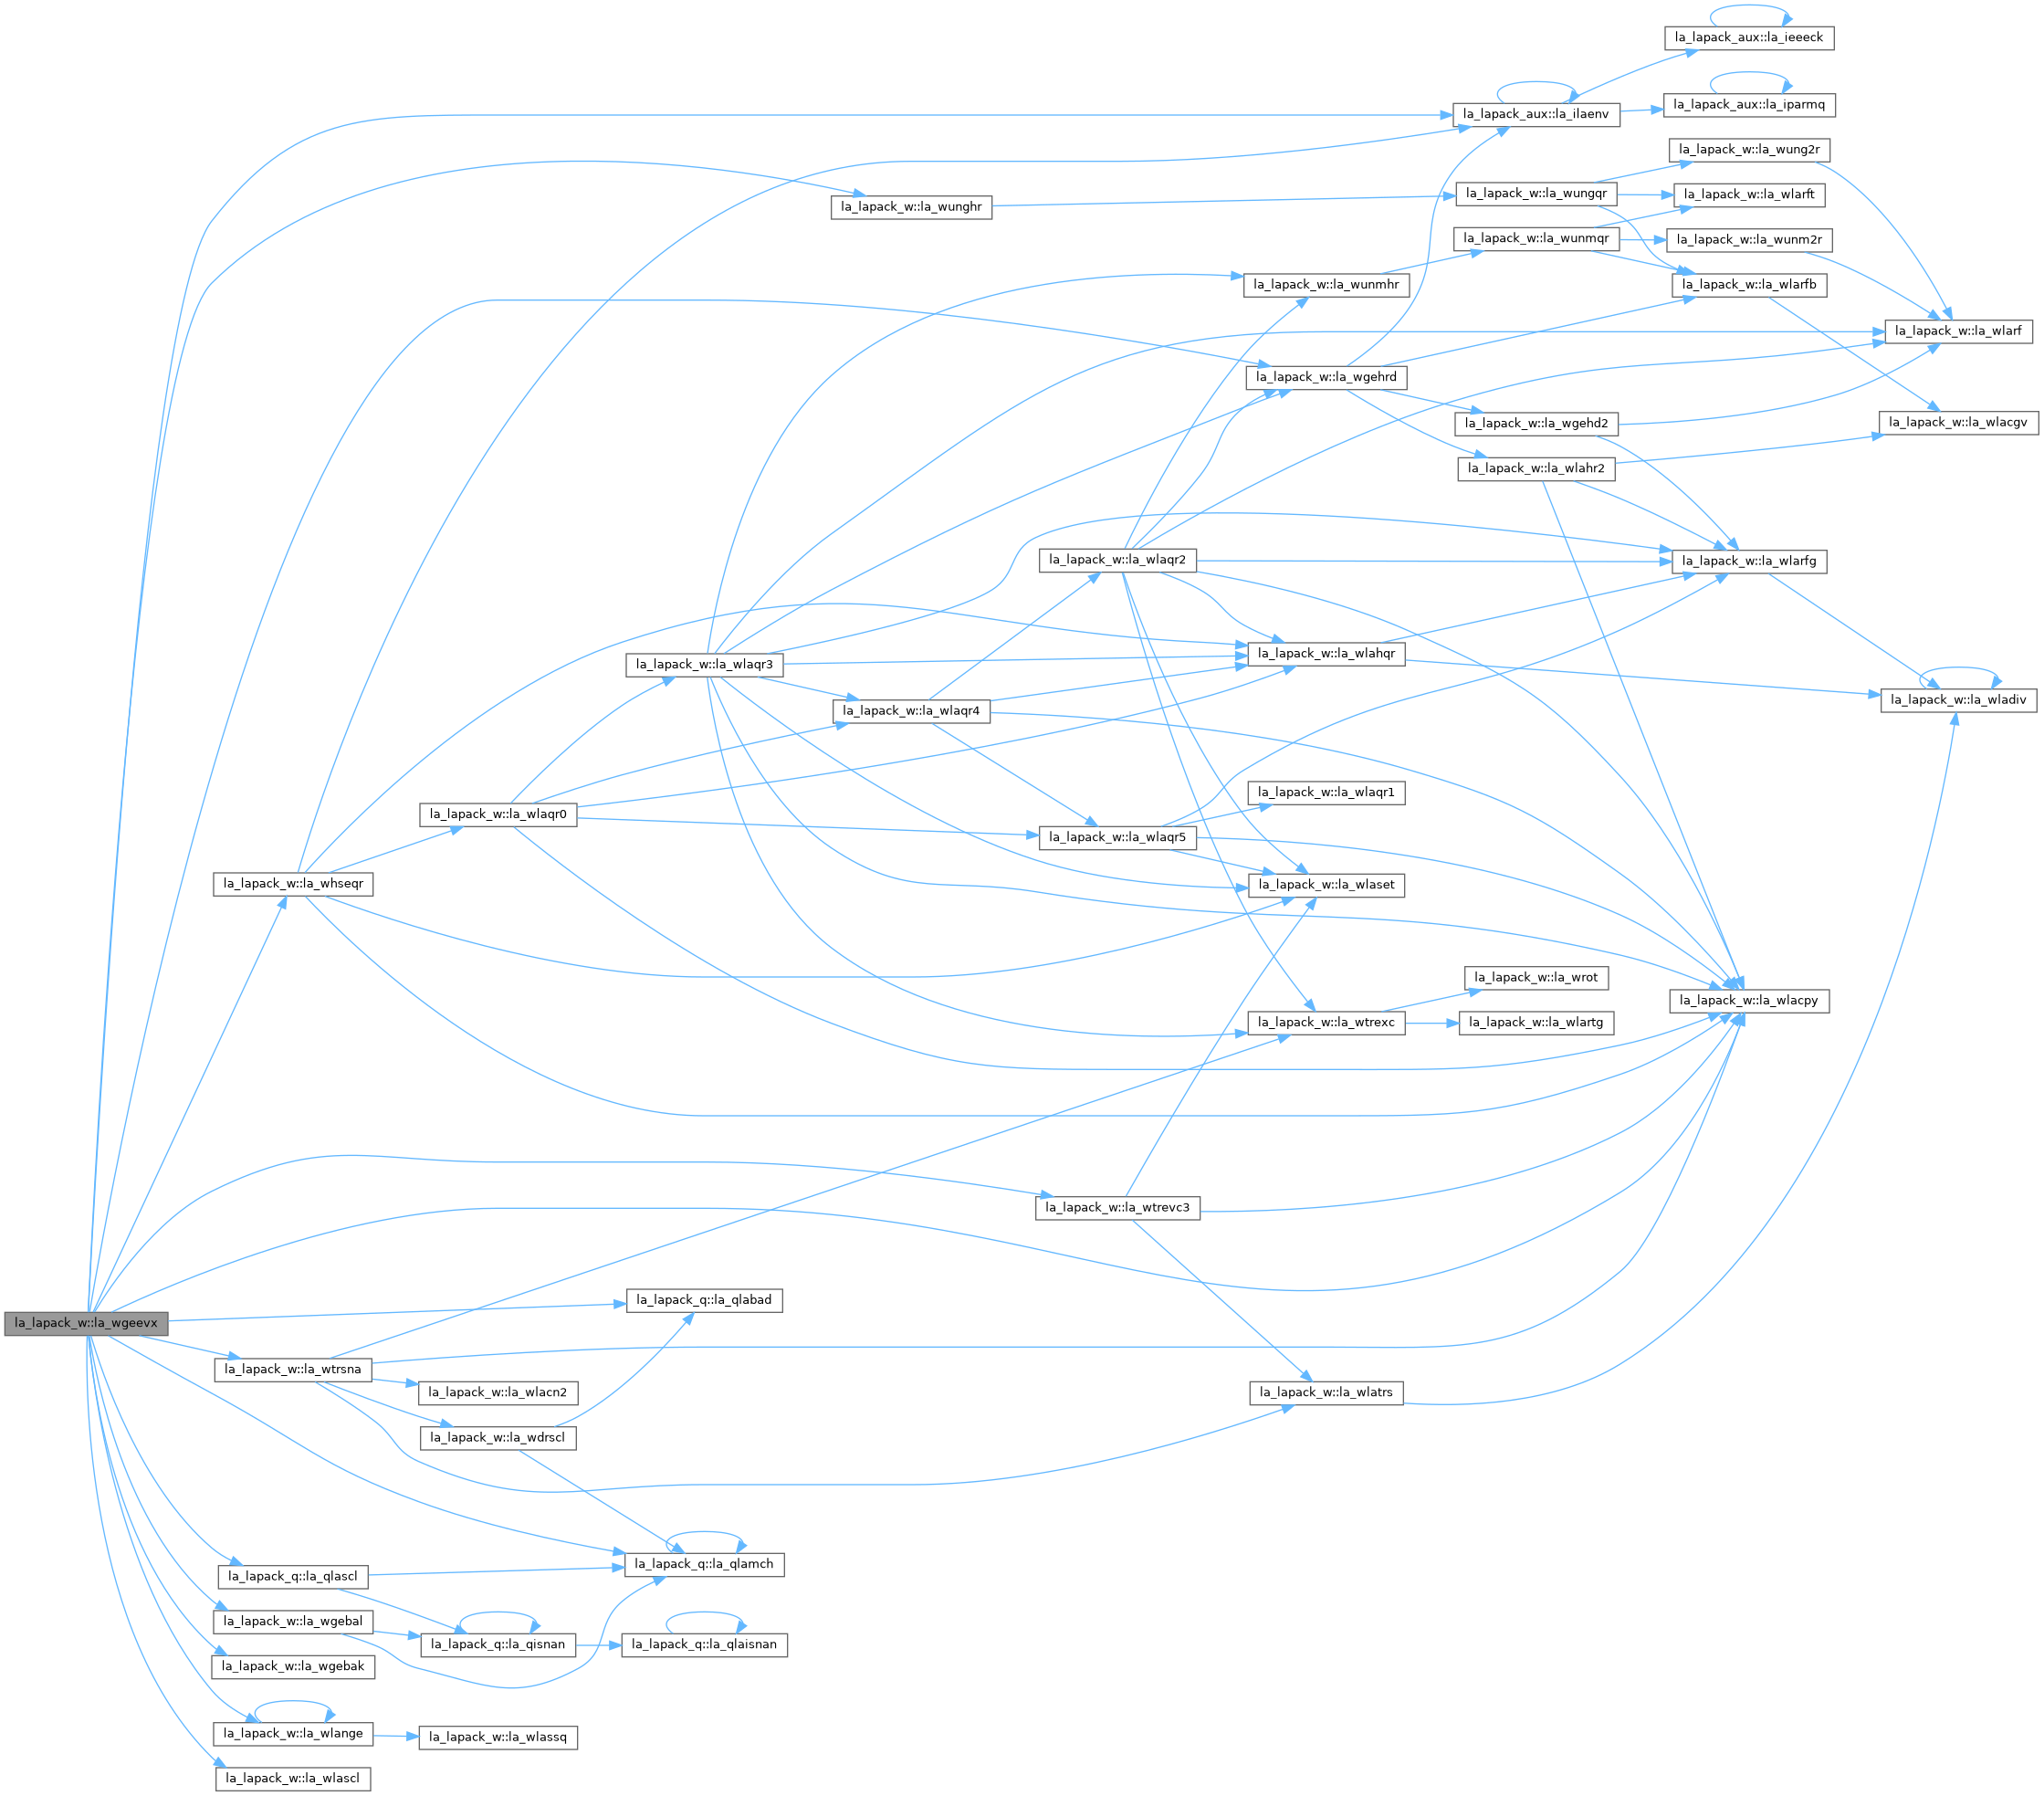 la_lapack_aux::la_ieeeck
la_lapack_aux::la_iparmq
la_lapack_aux::la_ilaenv
la_lapack_w::la_wung2r
la_lapack_w::la_wungqr
la_lapack_w::la_wlarft
la_lapack_w::la_wunghr
la_lapack_w::la_wunmqr
la_lapack_w::la_wunm2r
la_lapack_w::la_wunmhr
la_lapack_w::la_wlarfb
la_lapack_w::la_wlarf
la_lapack_w::la_wgehrd
la_lapack_w::la_wgehd2
la_lapack_w::la_wlacgv
la_lapack_w::la_wlahr2
la_lapack_w::la_wlaqr2
la_lapack_w::la_wlarfg
la_lapack_w::la_wlahqr
la_lapack_w::la_wlaqr3
la_lapack_w::la_wladiv
la_lapack_w::la_wlaqr4
la_lapack_w::la_wlaqr1
la_lapack_w::la_wlaqr0
la_lapack_w::la_wlaqr5
la_lapack_w::la_whseqr
la_lapack_w::la_wlaset
la_lapack_w::la_wrot
la_lapack_w::la_wlacpy
la_lapack_w::la_wtrexc
la_lapack_w::la_wlartg
la_lapack_w::la_wtrevc3
la_lapack_q::la_qlabad
la_lapack_w::la_wgeevx
la_lapack_w::la_wtrsna
la_lapack_w::la_wlacn2
la_lapack_w::la_wlatrs
la_lapack_w::la_wdrscl
la_lapack_q::la_qlamch
la_lapack_q::la_qlascl
la_lapack_w::la_wgebal
la_lapack_q::la_qisnan
la_lapack_q::la_qlaisnan
la_lapack_w::la_wgebak
la_lapack_w::la_wlange
la_lapack_w::la_wlassq
la_lapack_w::la_wlascl